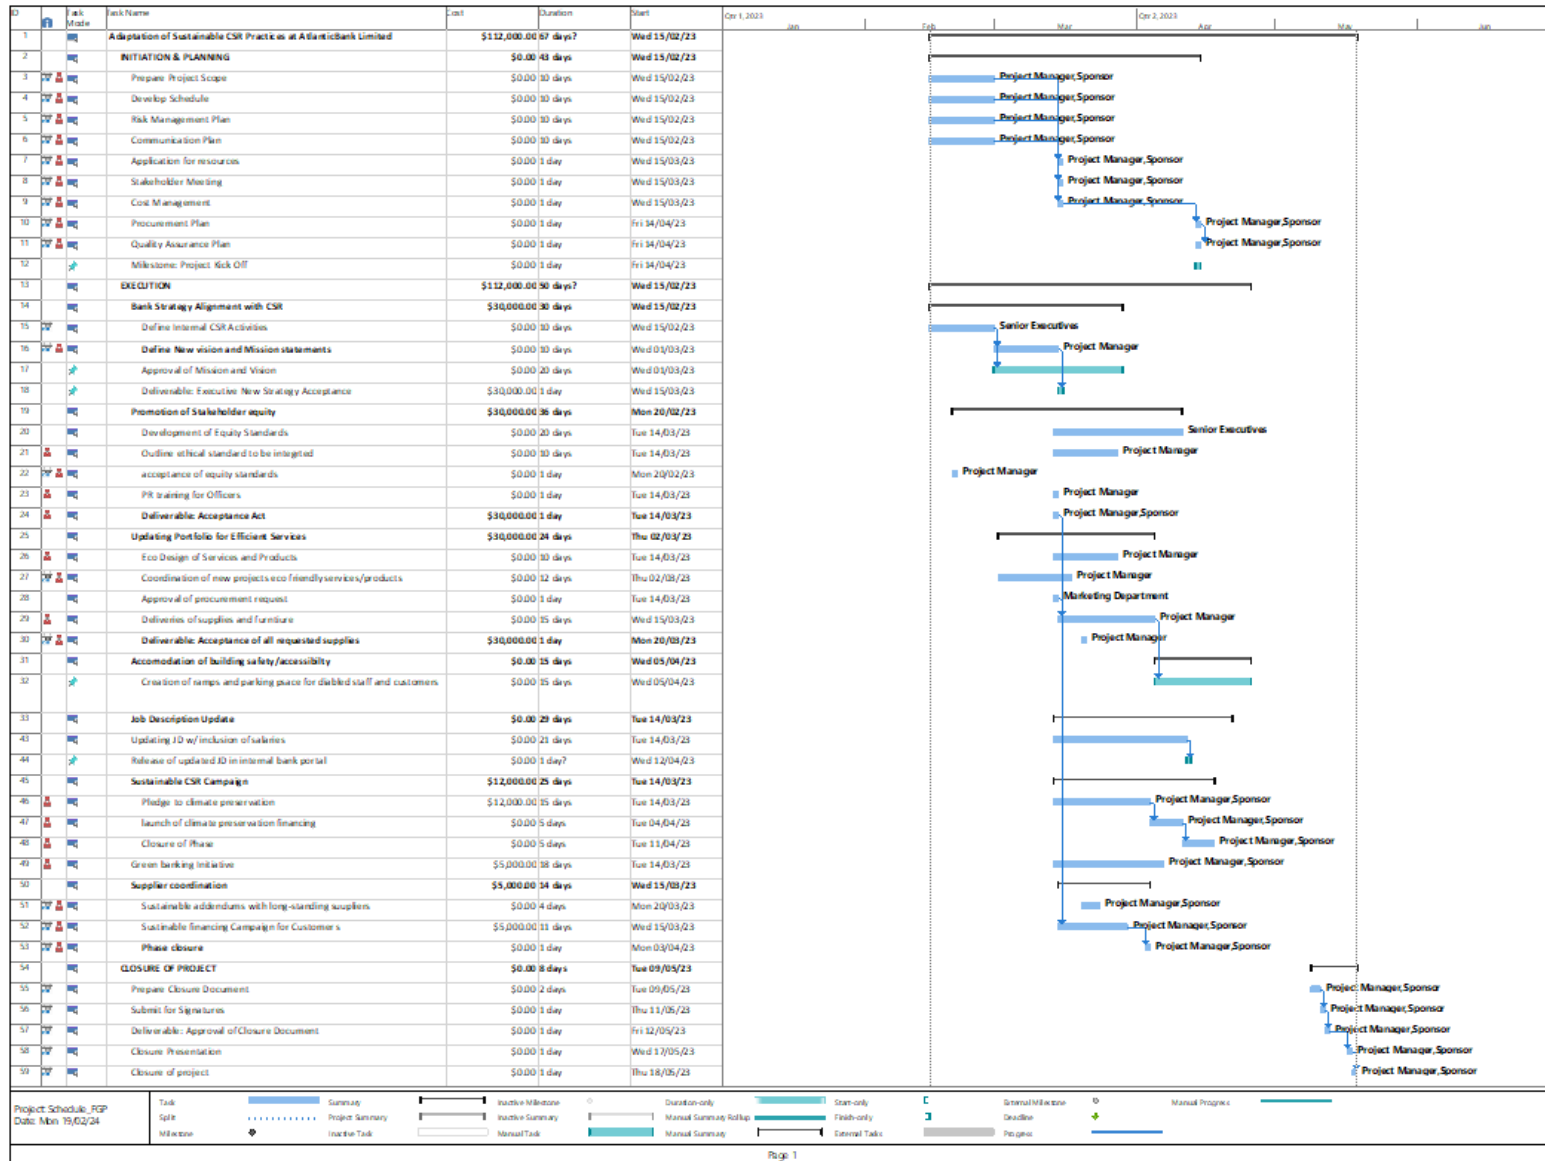 ID Task Mode Task Name Cost Duration Start Qtr 1, 2023 Jan Feb Mar Qtr 2, 2023 Apr May Jun
1 Adaptation of Sustainable CSR Practices at AtlanticBank Limited $112,000.00 67 days? Wed 15/02/23
2 INITIATION & PLANNING $0.00 43 days Wed 15/02/23
3 Prepare Project Scope $0.00 10 days Wed 15/02/23 Project Manager,Sponsor
4 Develop Schedule $0.00 10 days Wed 15/02/23 Project Manager,Sponsor
5 Risk Management Plan $0.00 10 days Wed 15/02/23 Project Manager,Sponsor
6 Communication Plan $0.00 10 days Wed 15/02/23 Project Manager,Sponsor
7 Application for resources $0.00 1 day Wed 15/03/23 Project Manager,Sponsor
8 Stakeholder Meeting $0.00 1 day Wed 15/03/23 Project Manager,Sponsor
9 Cost Management $0.00 1 day Wed 15/03/23 Project Manager,Sponsor
10 Procurement Plan $0.00 1 day Fri 14/04/23 Project Manager,Sponsor
11 Quality Assurance Plan $0.00 1 day Fri 14/04/23 Project Manager,Sponsor
12 Milestone: Project Kick Off $0.00 1 day Fri 14/04/23
13 EXECUTION $112,000.00 50 days? Wed 15/02/23
14 Bank Strategy Alignment with CSR $30,000.00 30 days Wed 15/02/23
15 Define Internal CSR Activities $0.00 10 days Wed 15/02/23 Senior Executives
16 Define New vision and Mission statements $0.00 10 days Wed 01/03/23 Project Manager
17 Approval of Mission and Vision $0.00 20 days Wed 01/03/23
18 Deliverable: Executive New Strategy Acceptance $30,000.00 1 day Wed 15/03/23
19 Promotion of Stakeholder equity $30,000.00 36 days Mon 20/02/23
20 Development of Equity Standards $0.00 20 days Tue 14/03/23 Senior Executives
21 Outline ethical standard to be integrted $0.00 10 days Tue 14/03/23 Project Manager
22 acceptance of equity standards $0.00 1 day Mon 20/02/23 Project Manager
23 PR training for Officers $0.00 1 day Tue 14/03/23 Project Manager
24 Deliverable: Acceptance Act $30,000.00 1 day Tue 14/03/23 Project Manager,Sponsor
25 Updating Portfolio for Efficient Services $30,000.00 24 days Thu 02/03/23
26 Eco Design of Services and Products $0.00 10 days Tue 14/03/23 Project Manager
27 Coordination of new projects eco friendly services/products $0.00 12 days Thu 02/03/23 Project Manager
28 Approval of procurement request $0.00 1 day Tue 14/03/23 Marketing Department
29 Deliveries of supplies and furntiure $0.00 15 days Wed 15/03/23 Project Manager
30 Deliverable: Acceptance of all requested supplies $30,000.00 1 day Mon 20/03/23 Project Manager
31 Accomodation of building safety/accessibilty $0.00 15 days Wed 05/04/23
32 Creation of ramps and parking psace for diabled staff and customers $0.00 15 days Wed 05/04/23
33 Job Description Update $0.00 29 days Tue 14/03/23
43 Updating JD w/ inclusion of salaries $0.00 21 days Tue 14/03/23
44 Release of updated JD in internal bank portal $0.00 1 day? Wed 12/04/23
45 Sustainable CSR Campaign $12,000.00 25 days Tue 14/03/23
46 Pledge to climate preservation $12,000.00 15 days Tue 14/03/23 Project Manager,Sponsor
47 launch of climate preservation financing $0.00 5 days Tue 04/04/23 Project Manager,Sponsor
48 Closure of Phase $0.00 5 days Tue 11/04/23 Project Manager,Sponsor
49 Green banking Initiative $5,000.00 18 days Tue 14/03/23 Project Manager,Sponsor
50 Supplier coordination $5,000.00 14 days Wed 15/03/23
51 Sustainable addendums with long-standing suppliers $0.00 4 days Mon 20/03/23 Project Manager,Sponsor
52 Sustinable financing Campaign for Customers $5,000.00 11 days Wed 15/03/23 Project Manager,Sponsor
53 Phase closure $0.00 1 day Mon 03/04/23 Project Manager,Sponsor
54 CLOSURE OF PROJECT $0.00 8 days Tue 09/05/23
55 Prepare Closure Document $0.00 2 days Tue 09/05/23 Project Manager,Sponsor
56 Submit for Signatures $0.00 1 day Thu 11/05/23 Project Manager,Sponsor
57 Deliverable: Approval of Closure Document $0.00 1 day Fri 12/05/23 Project Manager,Sponsor
58 Closure Presentation $0.00 1 day Wed 17/05/23 Project Manager,Sponsor
59 Closure of project $0.00 1 day Thu 18/05/23 Project Manager,Sponsor
Project: Schedule_FGP
Date: Mon 19/02/24
Task Summary Inactive Milestone Duration-only Start-only External Milestone Manual Progress
Split Project Summary Inactive Summary Manual Summary Rollup Finish-only Deadline
Milestone Inactive Task Manual Task Manual Summary External Tasks Progress
Page 1